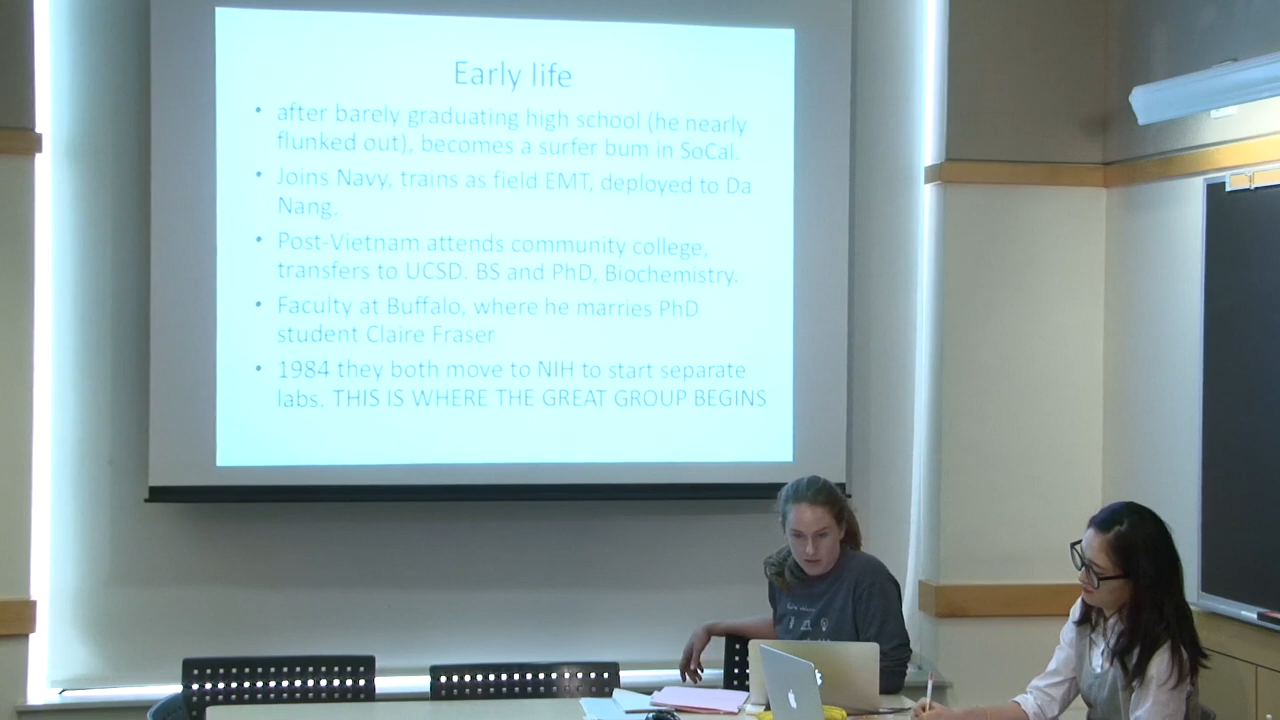 Early life
• after barely graduating high school (he nearly
flunked out), becomes a surfer bum in SoCal.
• Joins Navy, trains as field EMT, deployed to Da
Nang.
• Post-Vietnam attends community college,
transfers to UCSD. BS and PhD, Biochemistry.
• Faculty at Buffalo, where he marries PhD
student Claire Fraser
• 1984 they both move to NIH to start separate
labs. THIS IS WHERE THE GREAT GROUP BEGINS